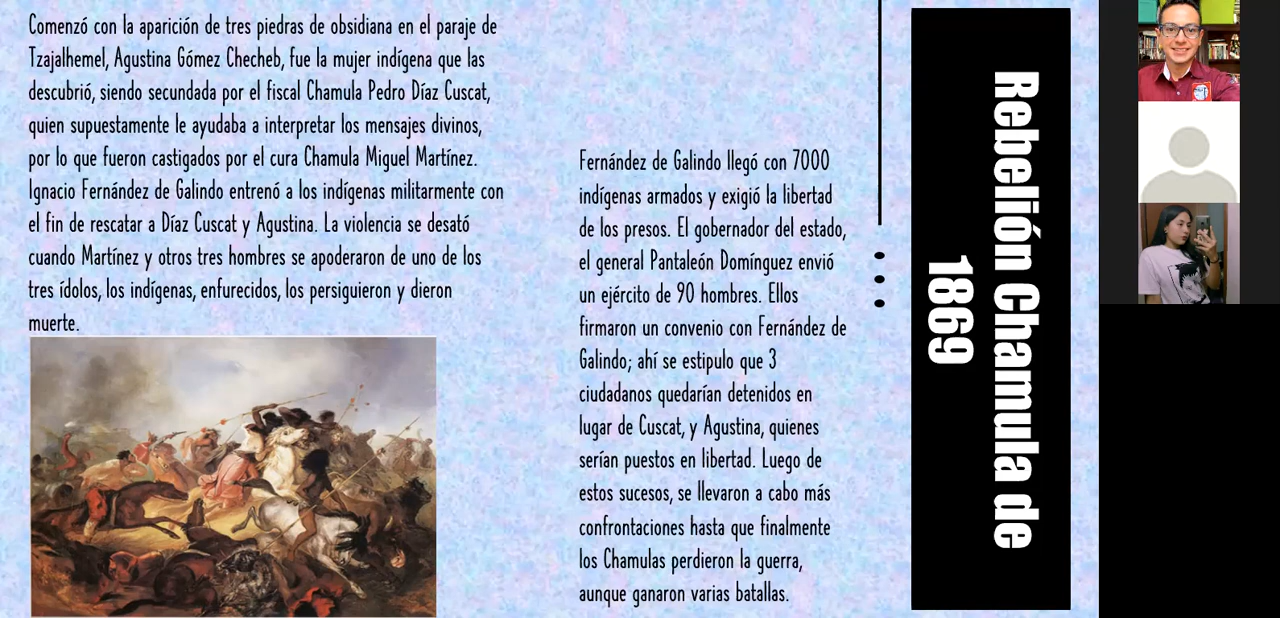 Comenzó con la aparición de tres piedras de obsidiana en el paraje de
Tzajalhemel, Agustina Gómez Checheb, fue la mujer indígena que las
descubrió, siendo secundada por el fiscal Chamula Pedro Díaz Cuscat,
quien supuestamente le ayudaba a interpretar los mensajes divinos,
por lo que fueron castigados por el cura Chamula Miguel Martínez.
Ignacio Fernández de Galindo entrenó a los indígenas militarmente con
el fin de rescatar a Díaz Cuscat y Agustina. La violencia se desató
cuando Martínez y otros tres hombres se apoderaron de uno de los
tres ídolos, los indígenas, enfurecidos, los persiguieron y dieron
muerte.
Fernández de Galindo llegó con 7000
indígenas armados y exigió la libertad
de los presos. El gobernador del estado,
el general Pantaleón Domínguez envió
un ejército de 90 hombres. Ellos
firmaron un convenio con Fernández de
Galindo; ahí se estipulo que 3
ciudadanos quedarían detenidos en
lugar de Cuscat, y Agustina, quienes
serían puestos en libertad. Luego de
estos sucesos, se llevaron a cabo más
confrontaciones hasta que finalmente
los Chamulas perdieron la guerra,
aunque ganaron varias batallas.
Rebelión Chamula de
1869